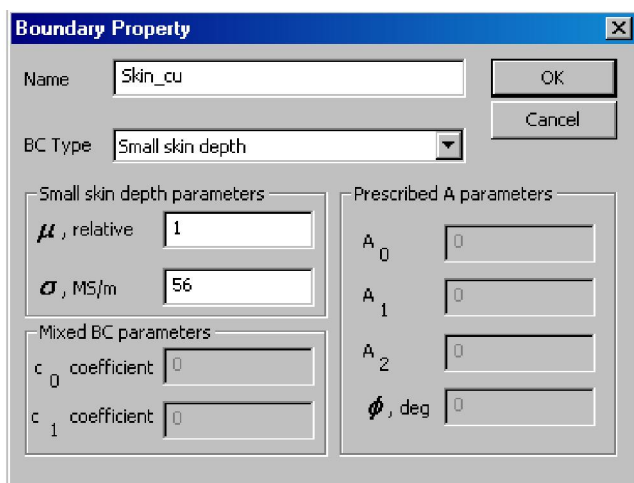 Boundary Property
Name Skin_cu OK
Cancel
BC Type Small skin depth
Small skin depth parameters
μ, relative 1
σ, MS/m 56
Mixed BC parameters
c 0 coefficient 0
c 1 coefficient 0
Prescribed A parameters
A 0 0
A 1 0
A 2 0
ϕ, deg 0